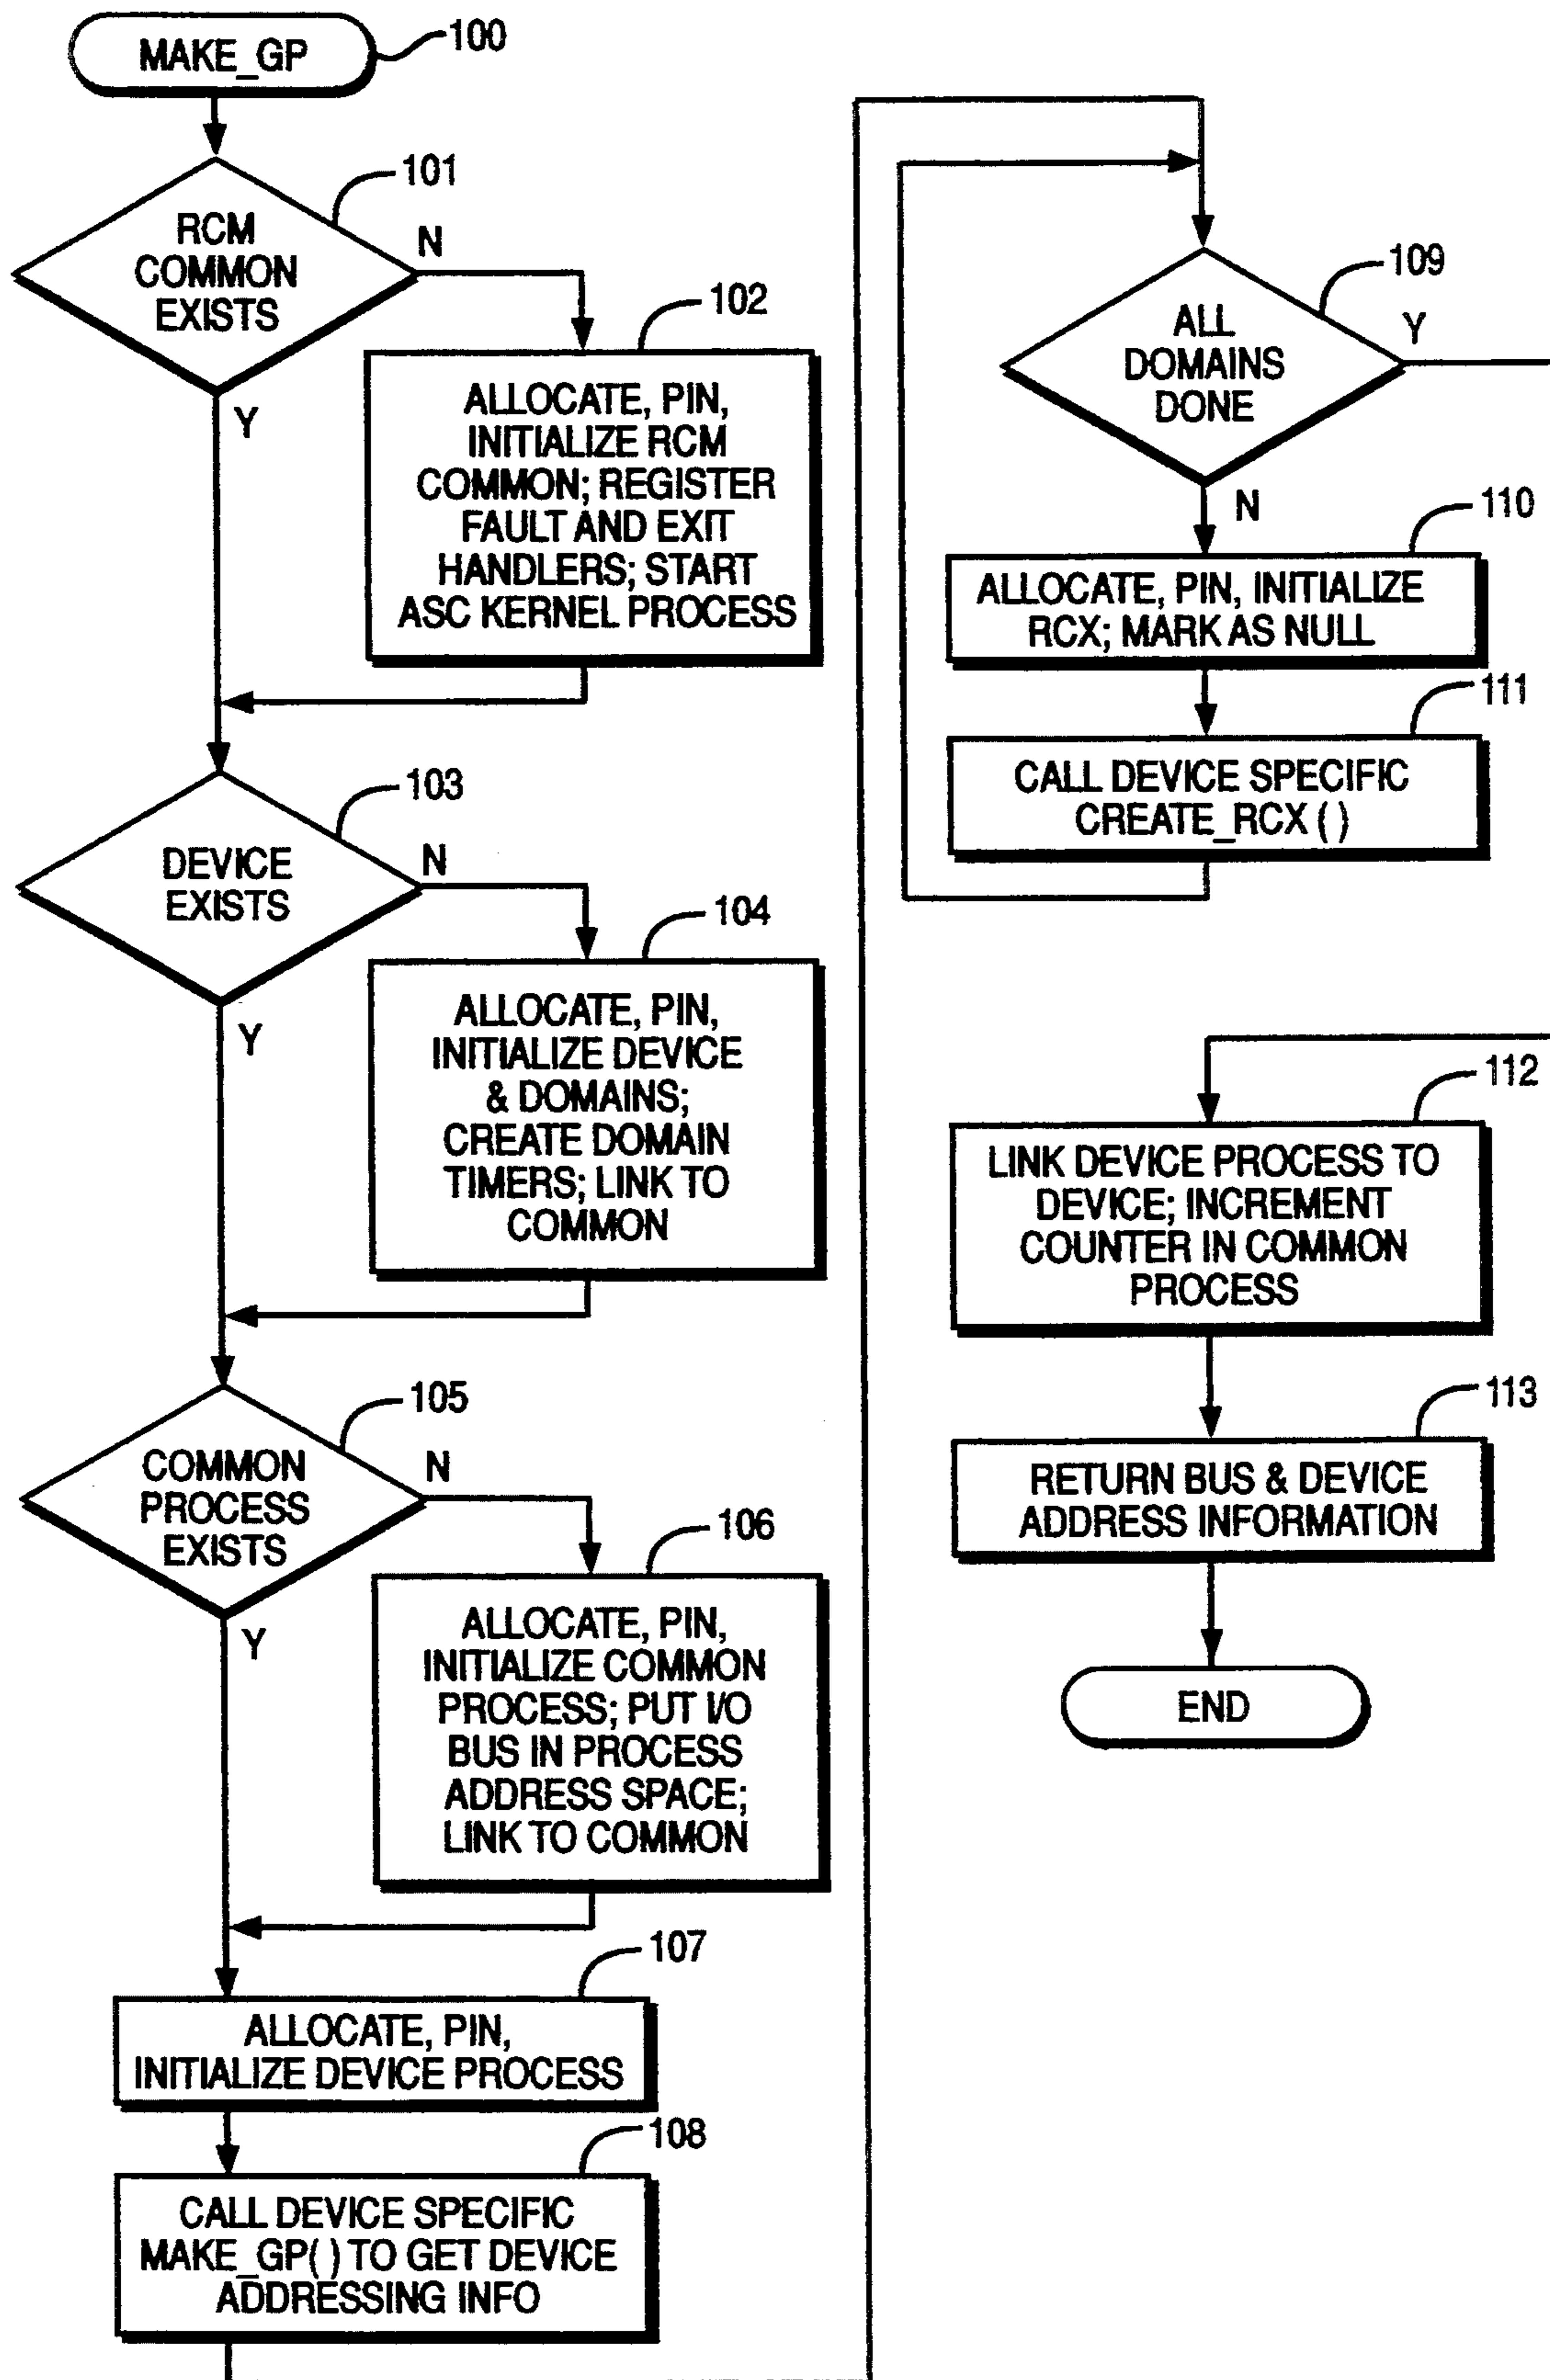 MAKE_GP
100
RCM
COMMON
EXISTS
101
N
Y
102
ALLOCATE, PIN,
INITIALIZE RCM
COMMON; REGISTER
FAULT AND EXIT
HANDLERS; START
ASC KERNEL PROCESS
DEVICE
EXISTS
103
N
Y
104
ALLOCATE, PIN,
INITIALIZE DEVICE
& DOMAINS;
CREATE DOMAIN
TIMERS; LINK TO
COMMON
COMMON
PROCESS
EXISTS
105
N
Y
106
ALLOCATE, PIN,
INITIALIZE COMMON
PROCESS; PUT I/O
BUS IN PROCESS
ADDRESS SPACE;
LINK TO COMMON
107
ALLOCATE, PIN,
INITIALIZE DEVICE PROCESS
108
CALL DEVICE SPECIFIC
MAKE_GP( ) TO GET DEVICE
ADDRESSING INFO
109
ALL
DOMAINS
DONE
Y
N
110
ALLOCATE, PIN, INITIALIZE
RCX; MARK AS NULL
111
CALL DEVICE SPECIFIC
CREATE_RCX ( )
112
LINK DEVICE PROCESS TO
DEVICE; INCREMENT
COUNTER IN COMMON
PROCESS
113
RETURN BUS & DEVICE
ADDRESS INFORMATION
END